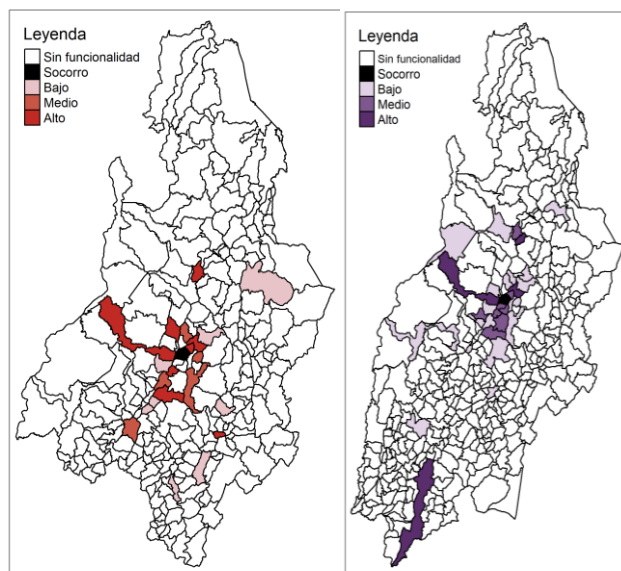 Leyenda
Sin funcionalidad
Socorro
Bajo
Medio
Alto
Leyenda
Sin funcionalidad
Socorro
Bajo
Medio
Alto